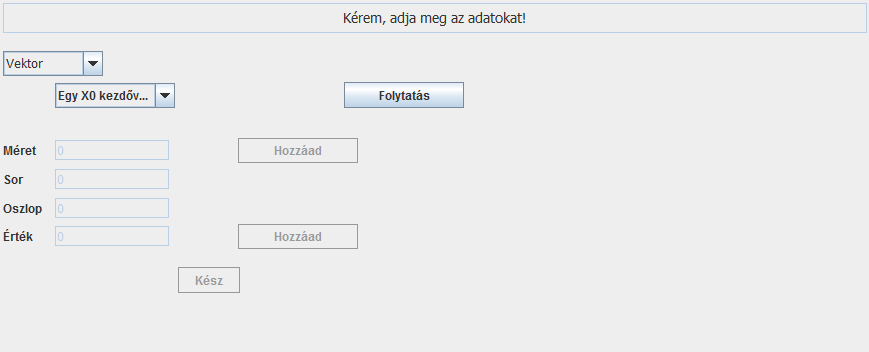 Kérem, adja meg az adatokat!
Vektor
Egy X0 kezdőv...
Folytatás
Méret 0 Hozzáad
Sor 0
Oszlop 0
Érték 0 Hozzáad
Kész